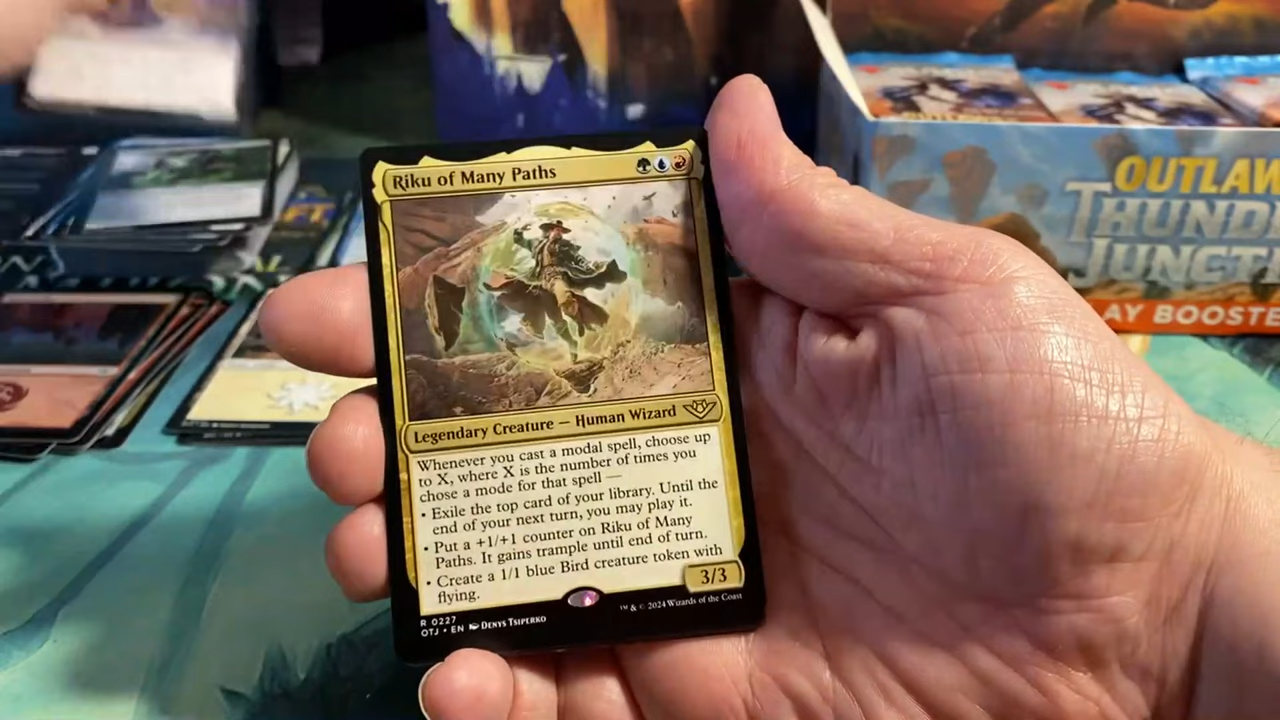 Riku of Many Paths
Legendary Creature — Human Wizard
Whenever you cast a modal spell, choose up
to X, where X is the number of times you
chose a mode for that spell —
• Exile the top card of your library. Until the
end of your next turn, you may play it.
• Put a +1/+1 counter on Riku of Many
Paths. It gains trample until end of turn.
• Create a 1/1 blue Bird creature token with
flying.
3/3
R 0227
OTJ • EN DENYS TSIPERKO
™ & © 2024 Wizards of the Coast
OUTLAW
THUND
JUNCTI
AY BOOSTE